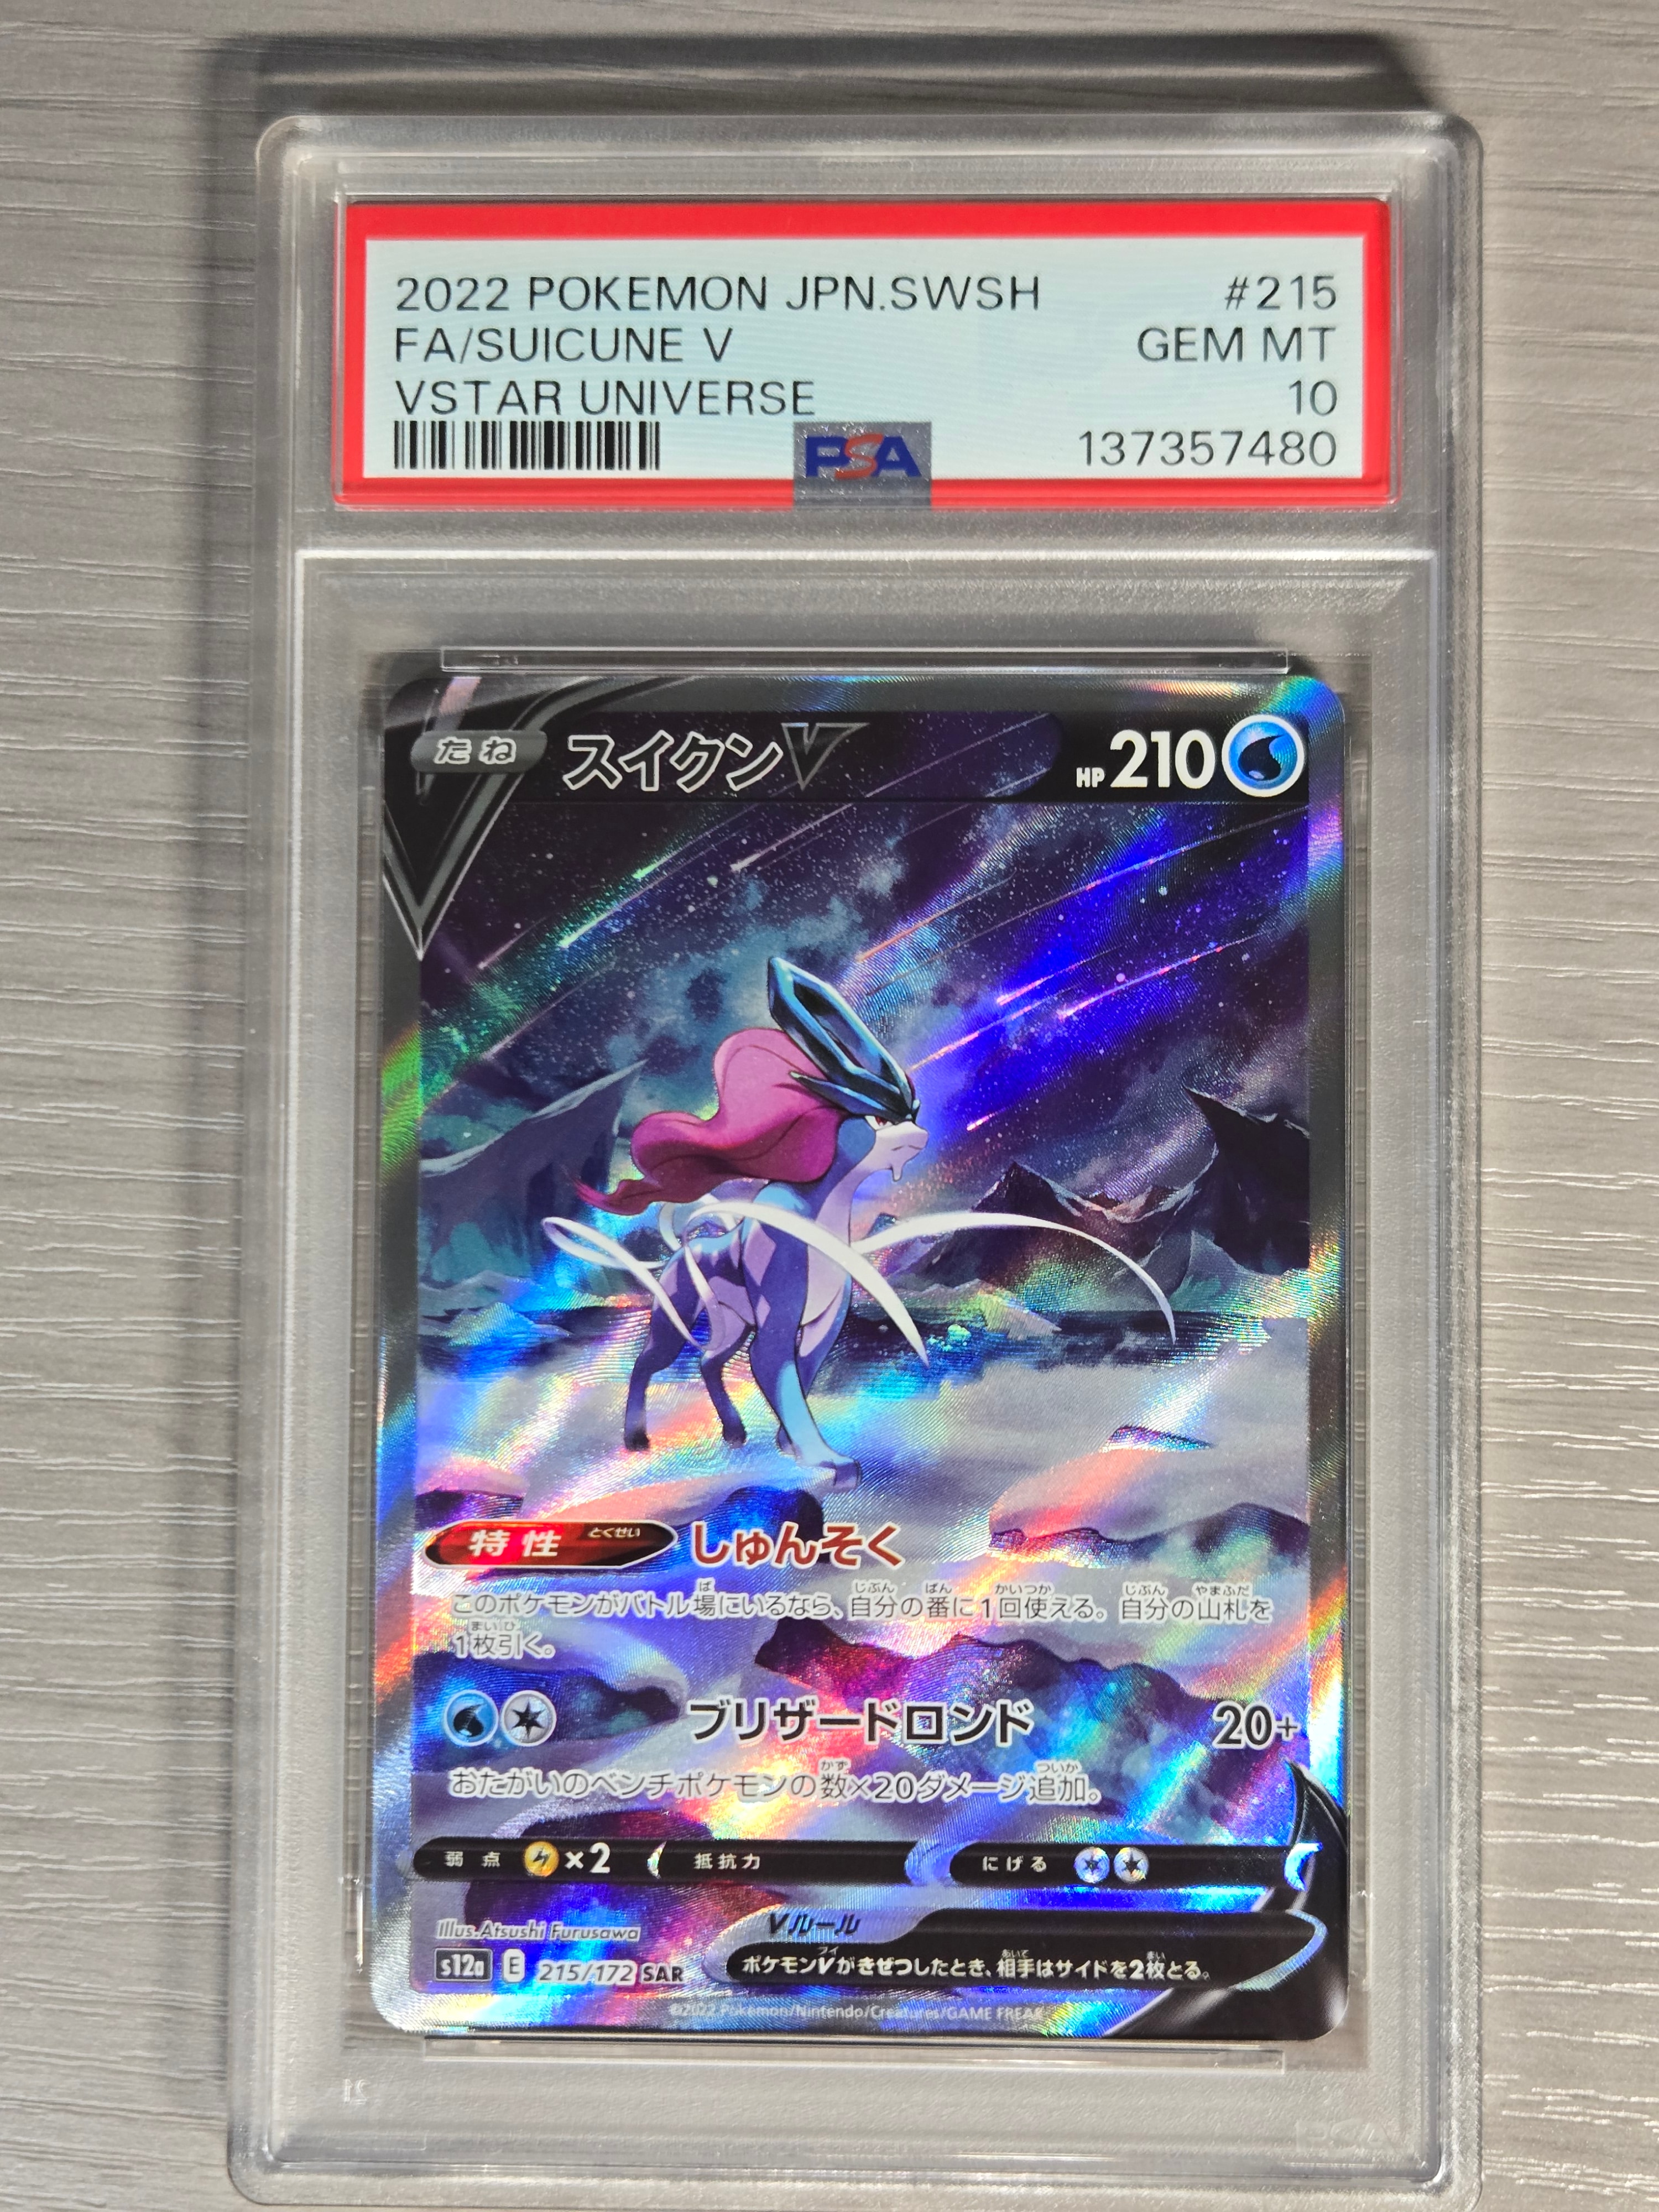 2022 POKEMON JPN.SWSH #215
FA/SUICUNE V GEM MT
VSTAR UNIVERSE 10
PSA 137357480
たね スイクンV HP 210
特性 とくせい しゅんそく
このポケモンがバトル場にいるなら、自分の番に1回使える。自分の山札を
1枚引く。
ブリザードロンド 20+
おたがいのベンチポケモンの数×20ダメージ追加。
弱点 ×2 抵抗力 にげる
Illus. Atsushi Furusawa
Vルール
s12a E 215/172 SAR
ポケモンVがきぜつしたとき、相手はサイドを2枚とる。
©2022 Pokémon/Nintendo/Creatures/GAME FREAK
PSA